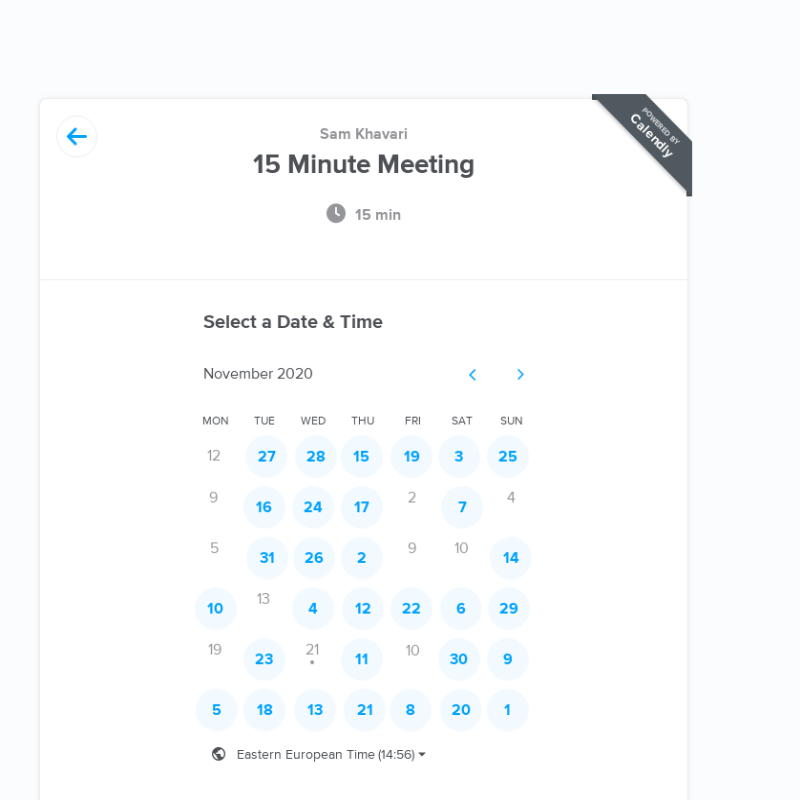 POWERED BY
Calendly
Sam Khavari
15 Minute Meeting
15 min
Select a Date & Time
November 2020
MON TUE WED THU FRI SAT SUN
12 27 28 15 19 3 25
9 16 24 17 2 7 4
5 31 26 2 9 10 14
10 13 4 12 22 6 29
19 23 21 11 10 30 9
5 18 13 21 8 20 1
Eastern European Time (14:56)